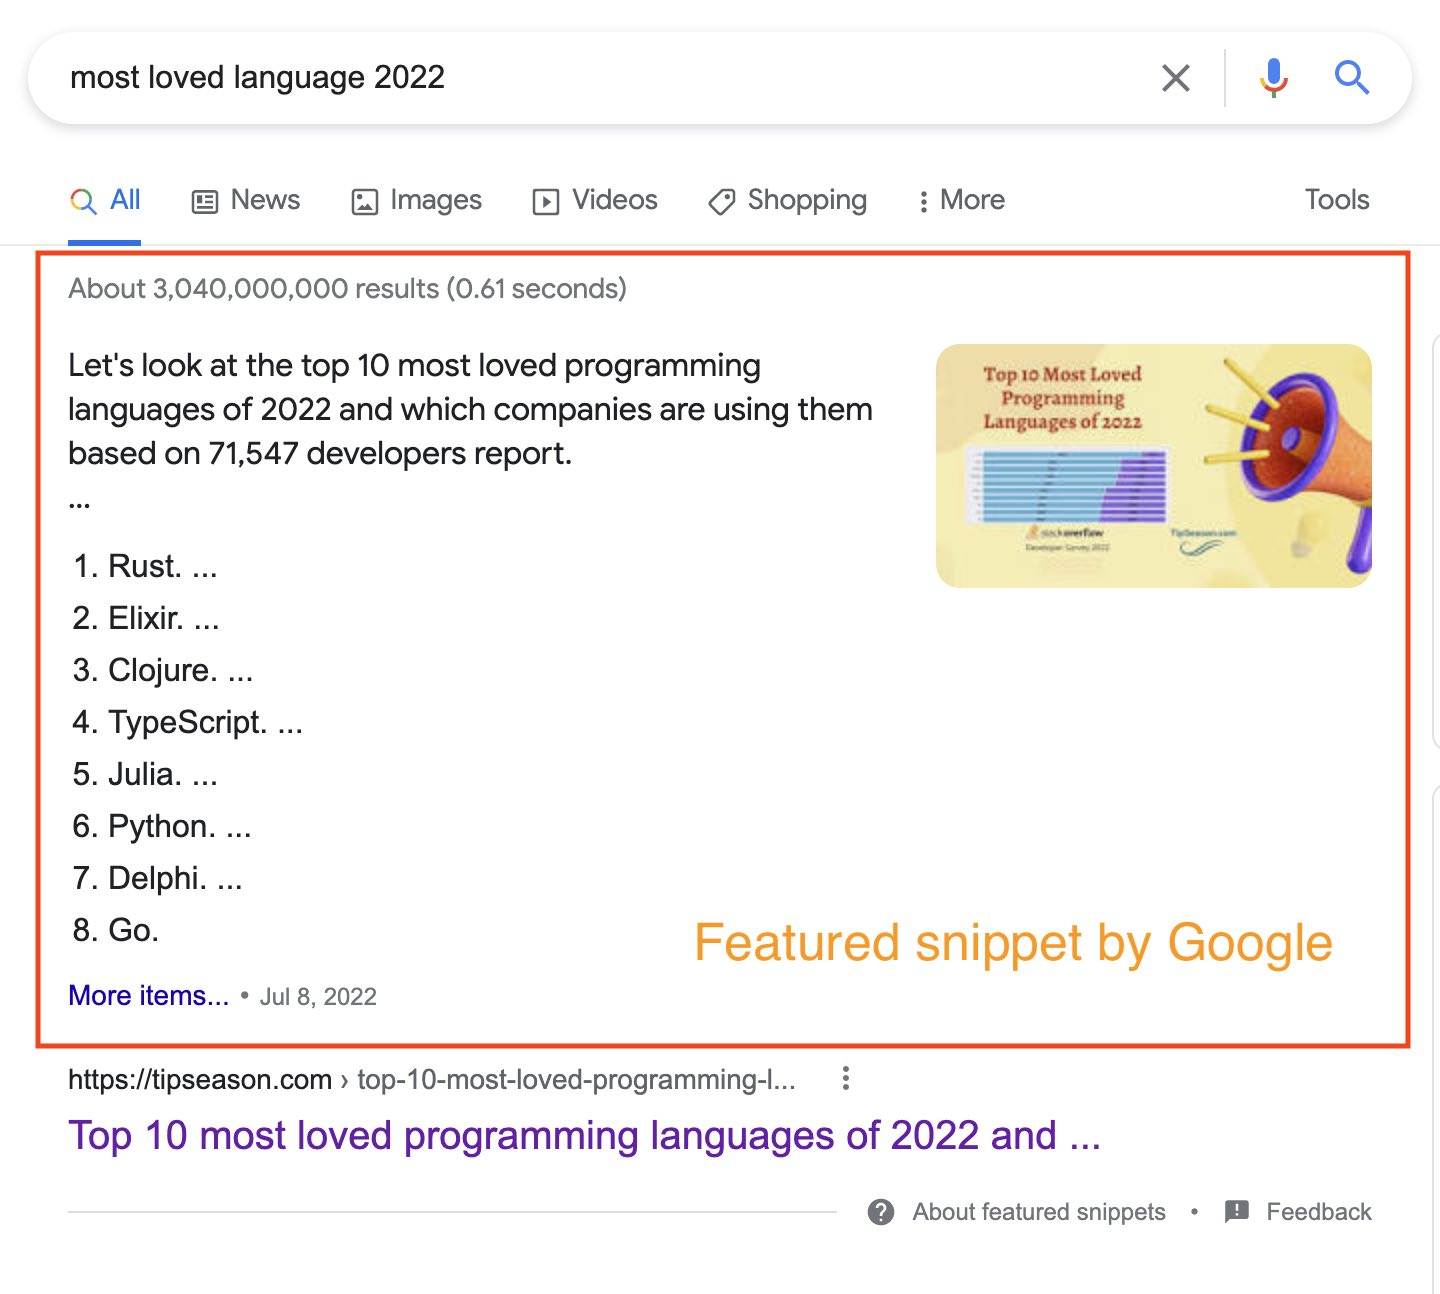 most loved language 2022
All News Images Videos Shopping More Tools
About 3,040,000,000 results (0.61 seconds)
Let's look at the top 10 most loved programming
languages of 2022 and which companies are using them
based on 71,547 developers report.
...
1. Rust. ...
2. Elixir. ...
3. Clojure. ...
4. TypeScript. ...
5. Julia. ...
6. Python. ...
7. Delphi. ...
8. Go.
Top 10 Most Loved
Programming
Languages of 2022
stackoverflow
Developer Survey 2022
TipSeason.com
Featured snippet by Google
More items... • Jul 8, 2022
https://tipseason.com › top-10-most-loved-programming-l...
Top 10 most loved programming languages of 2022 and ...
About featured snippets • Feedback